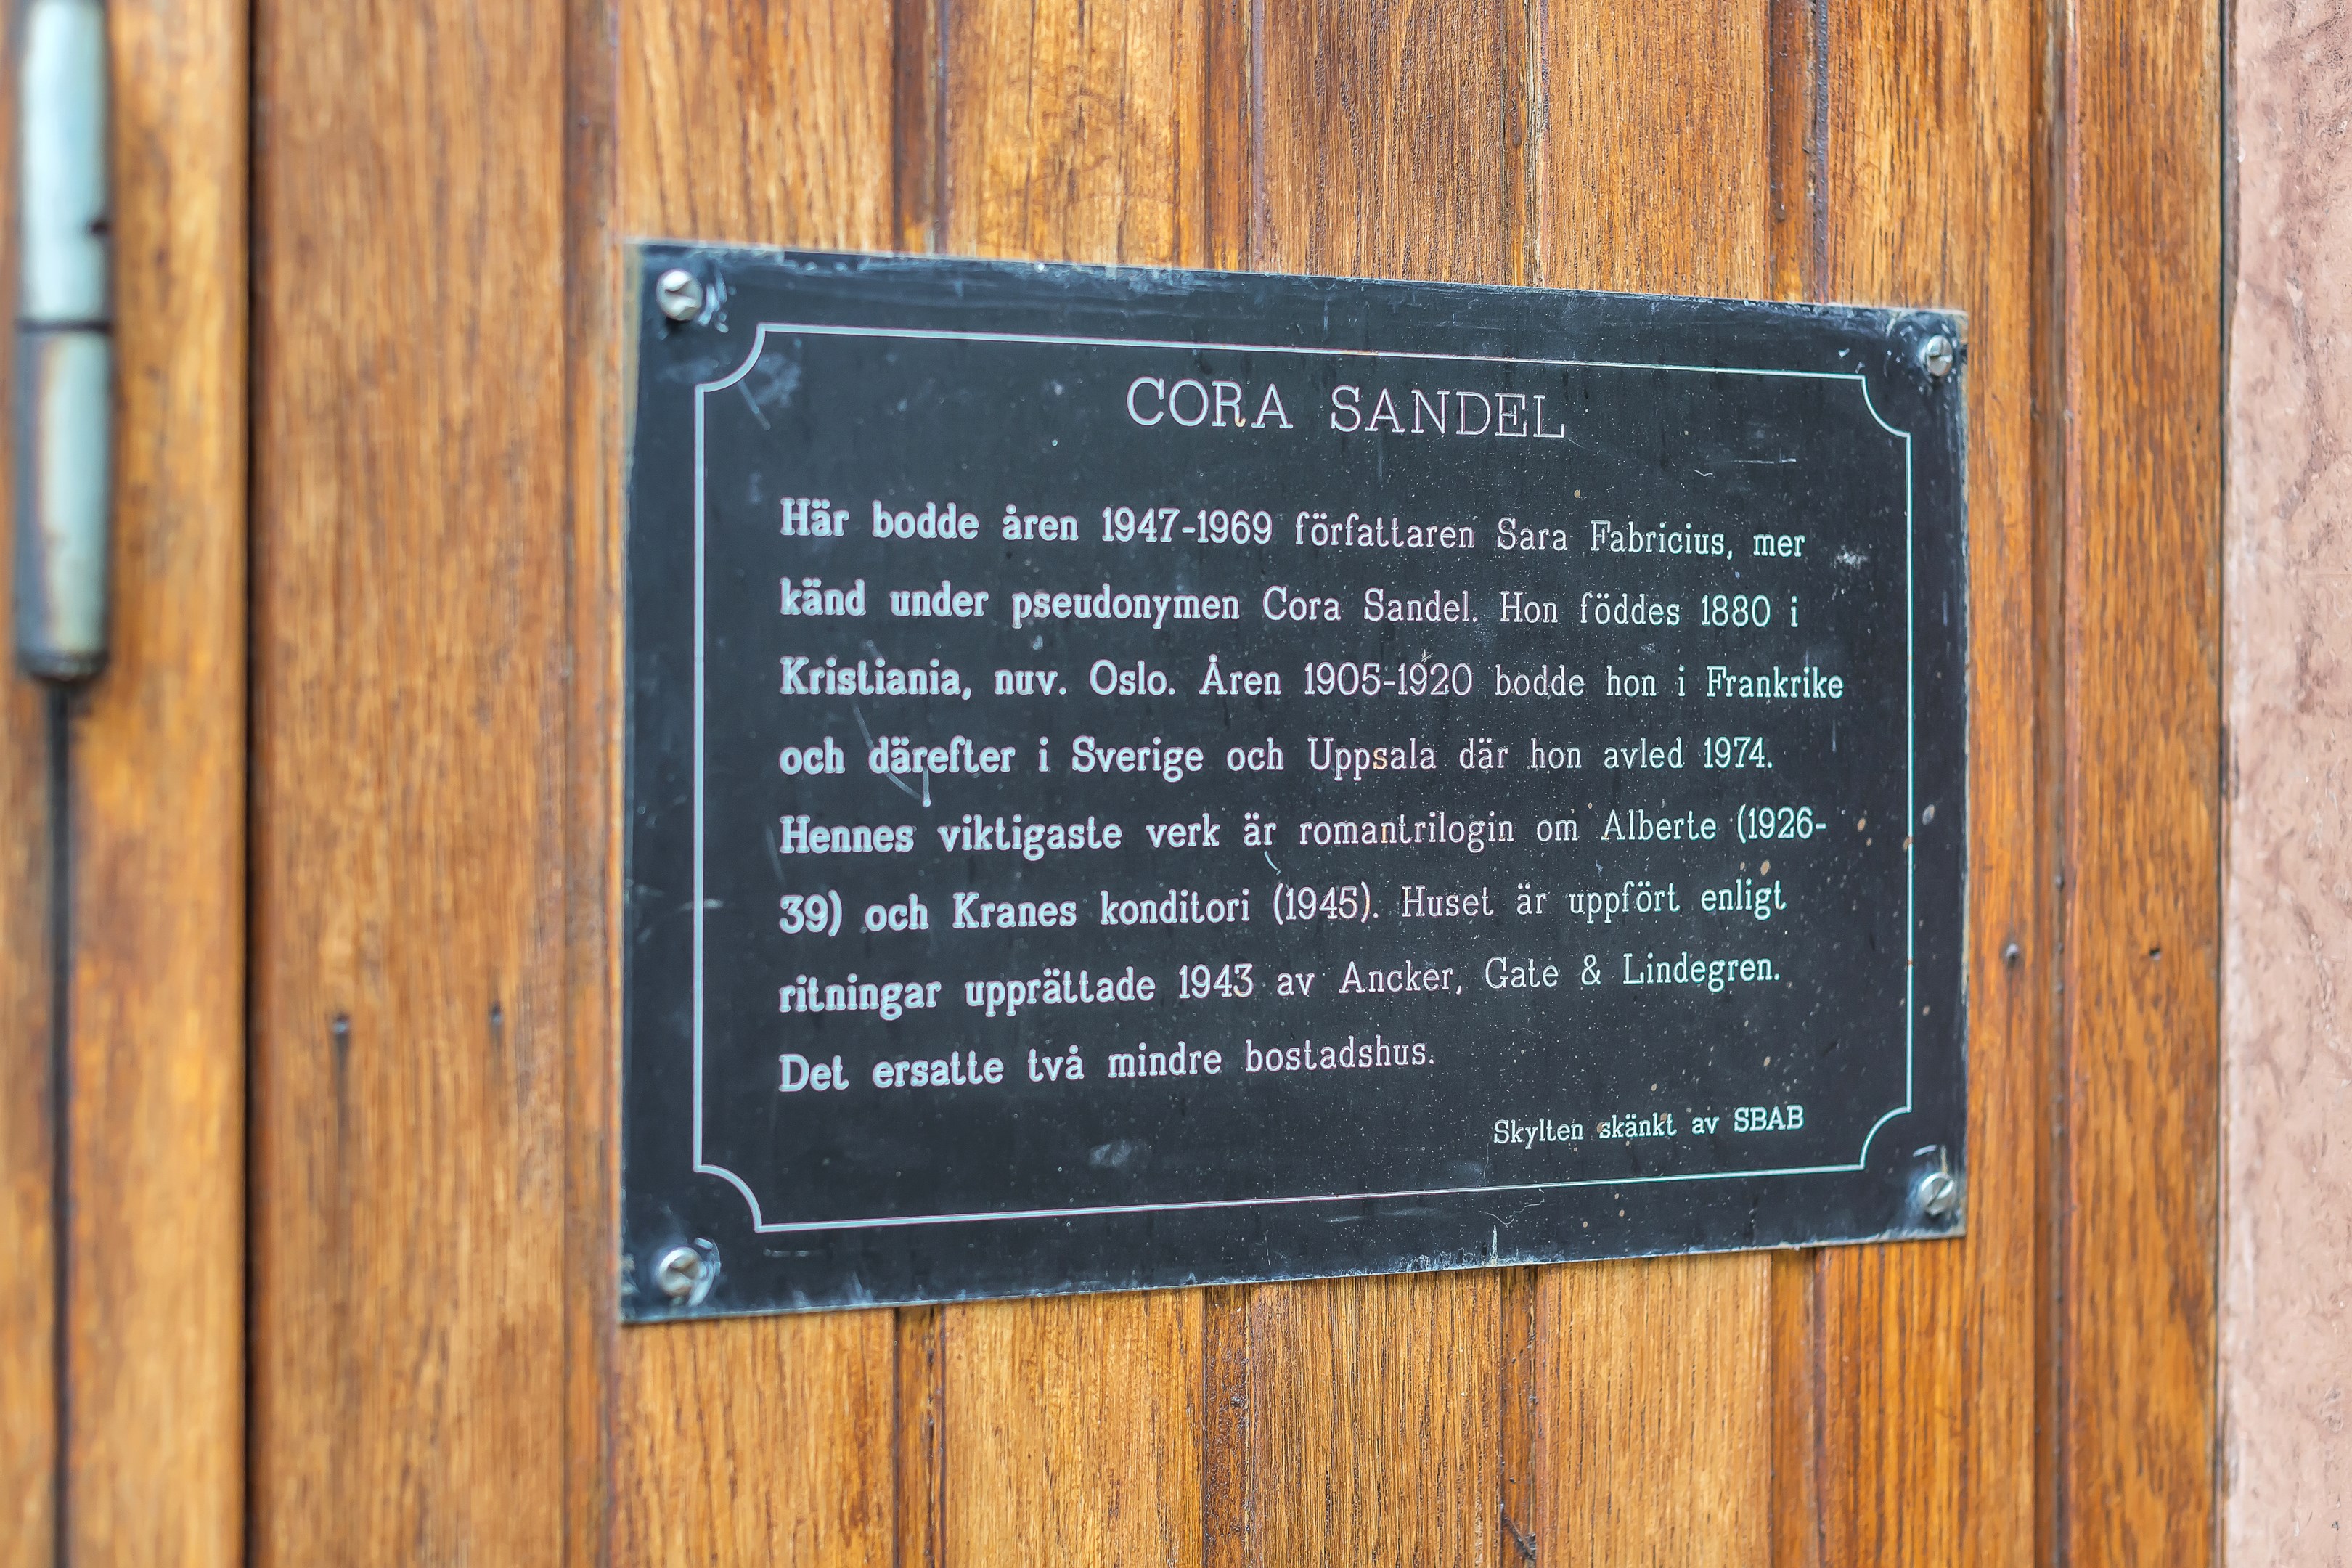 CORA SANDEL
Här bodde åren 1947-1969 författaren Sara Fabricius, mer
känd under pseudonymen Cora Sandel. Hon föddes 1880 i
Kristiania, nuv. Oslo. Åren 1905-1920 bodde hon i Frankrike
och därefter i Sverige och Uppsala där hon avled 1974.
Hennes viktigaste verk är romantrilogin om Alberte (1926-
39) och Kranes konditori (1945). Huset är uppfört enligt
ritningar upprättade 1943 av Ancker, Gate & Lindegren.
Det ersatte två mindre bostadshus.
Skylten skänkt av SBAB